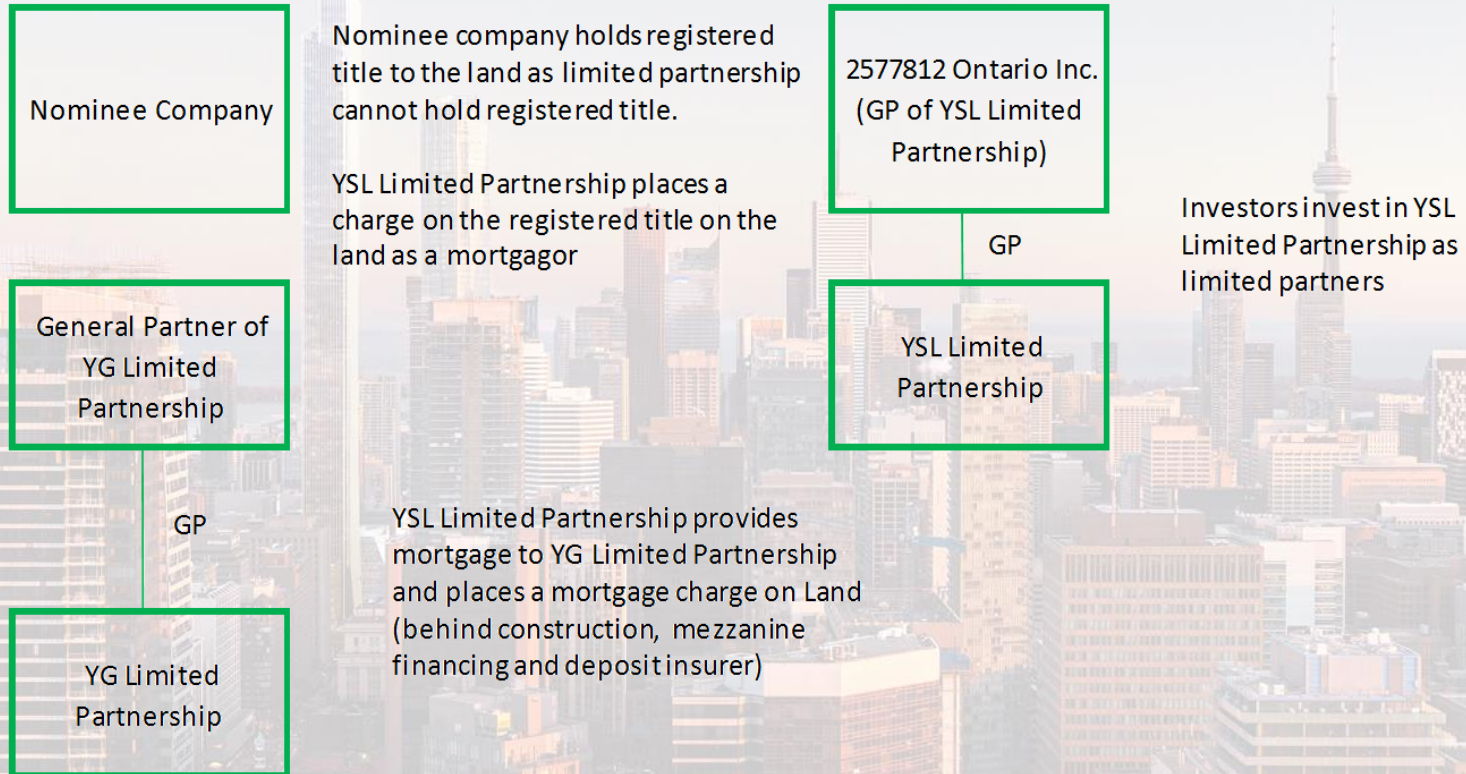 Nominee Company
Nominee company holds registered
title to the land as limited partnership
cannot hold registered title.
YSL Limited Partnership places a
charge on the registered title on the
land as a mortgagor
2577812 Ontario Inc.
(GP of YSL Limited
Partnership)
GP
Investors invest in YSL
Limited Partnership as
limited partners
General Partner of
YG Limited
Partnership
YSL Limited
Partnership
GP
YSL Limited Partnership provides
mortgage to YG Limited Partnership
and places a mortgage charge on Land
(behind construction, mezzanine
financing and deposit insurer)
YG Limited
Partnership